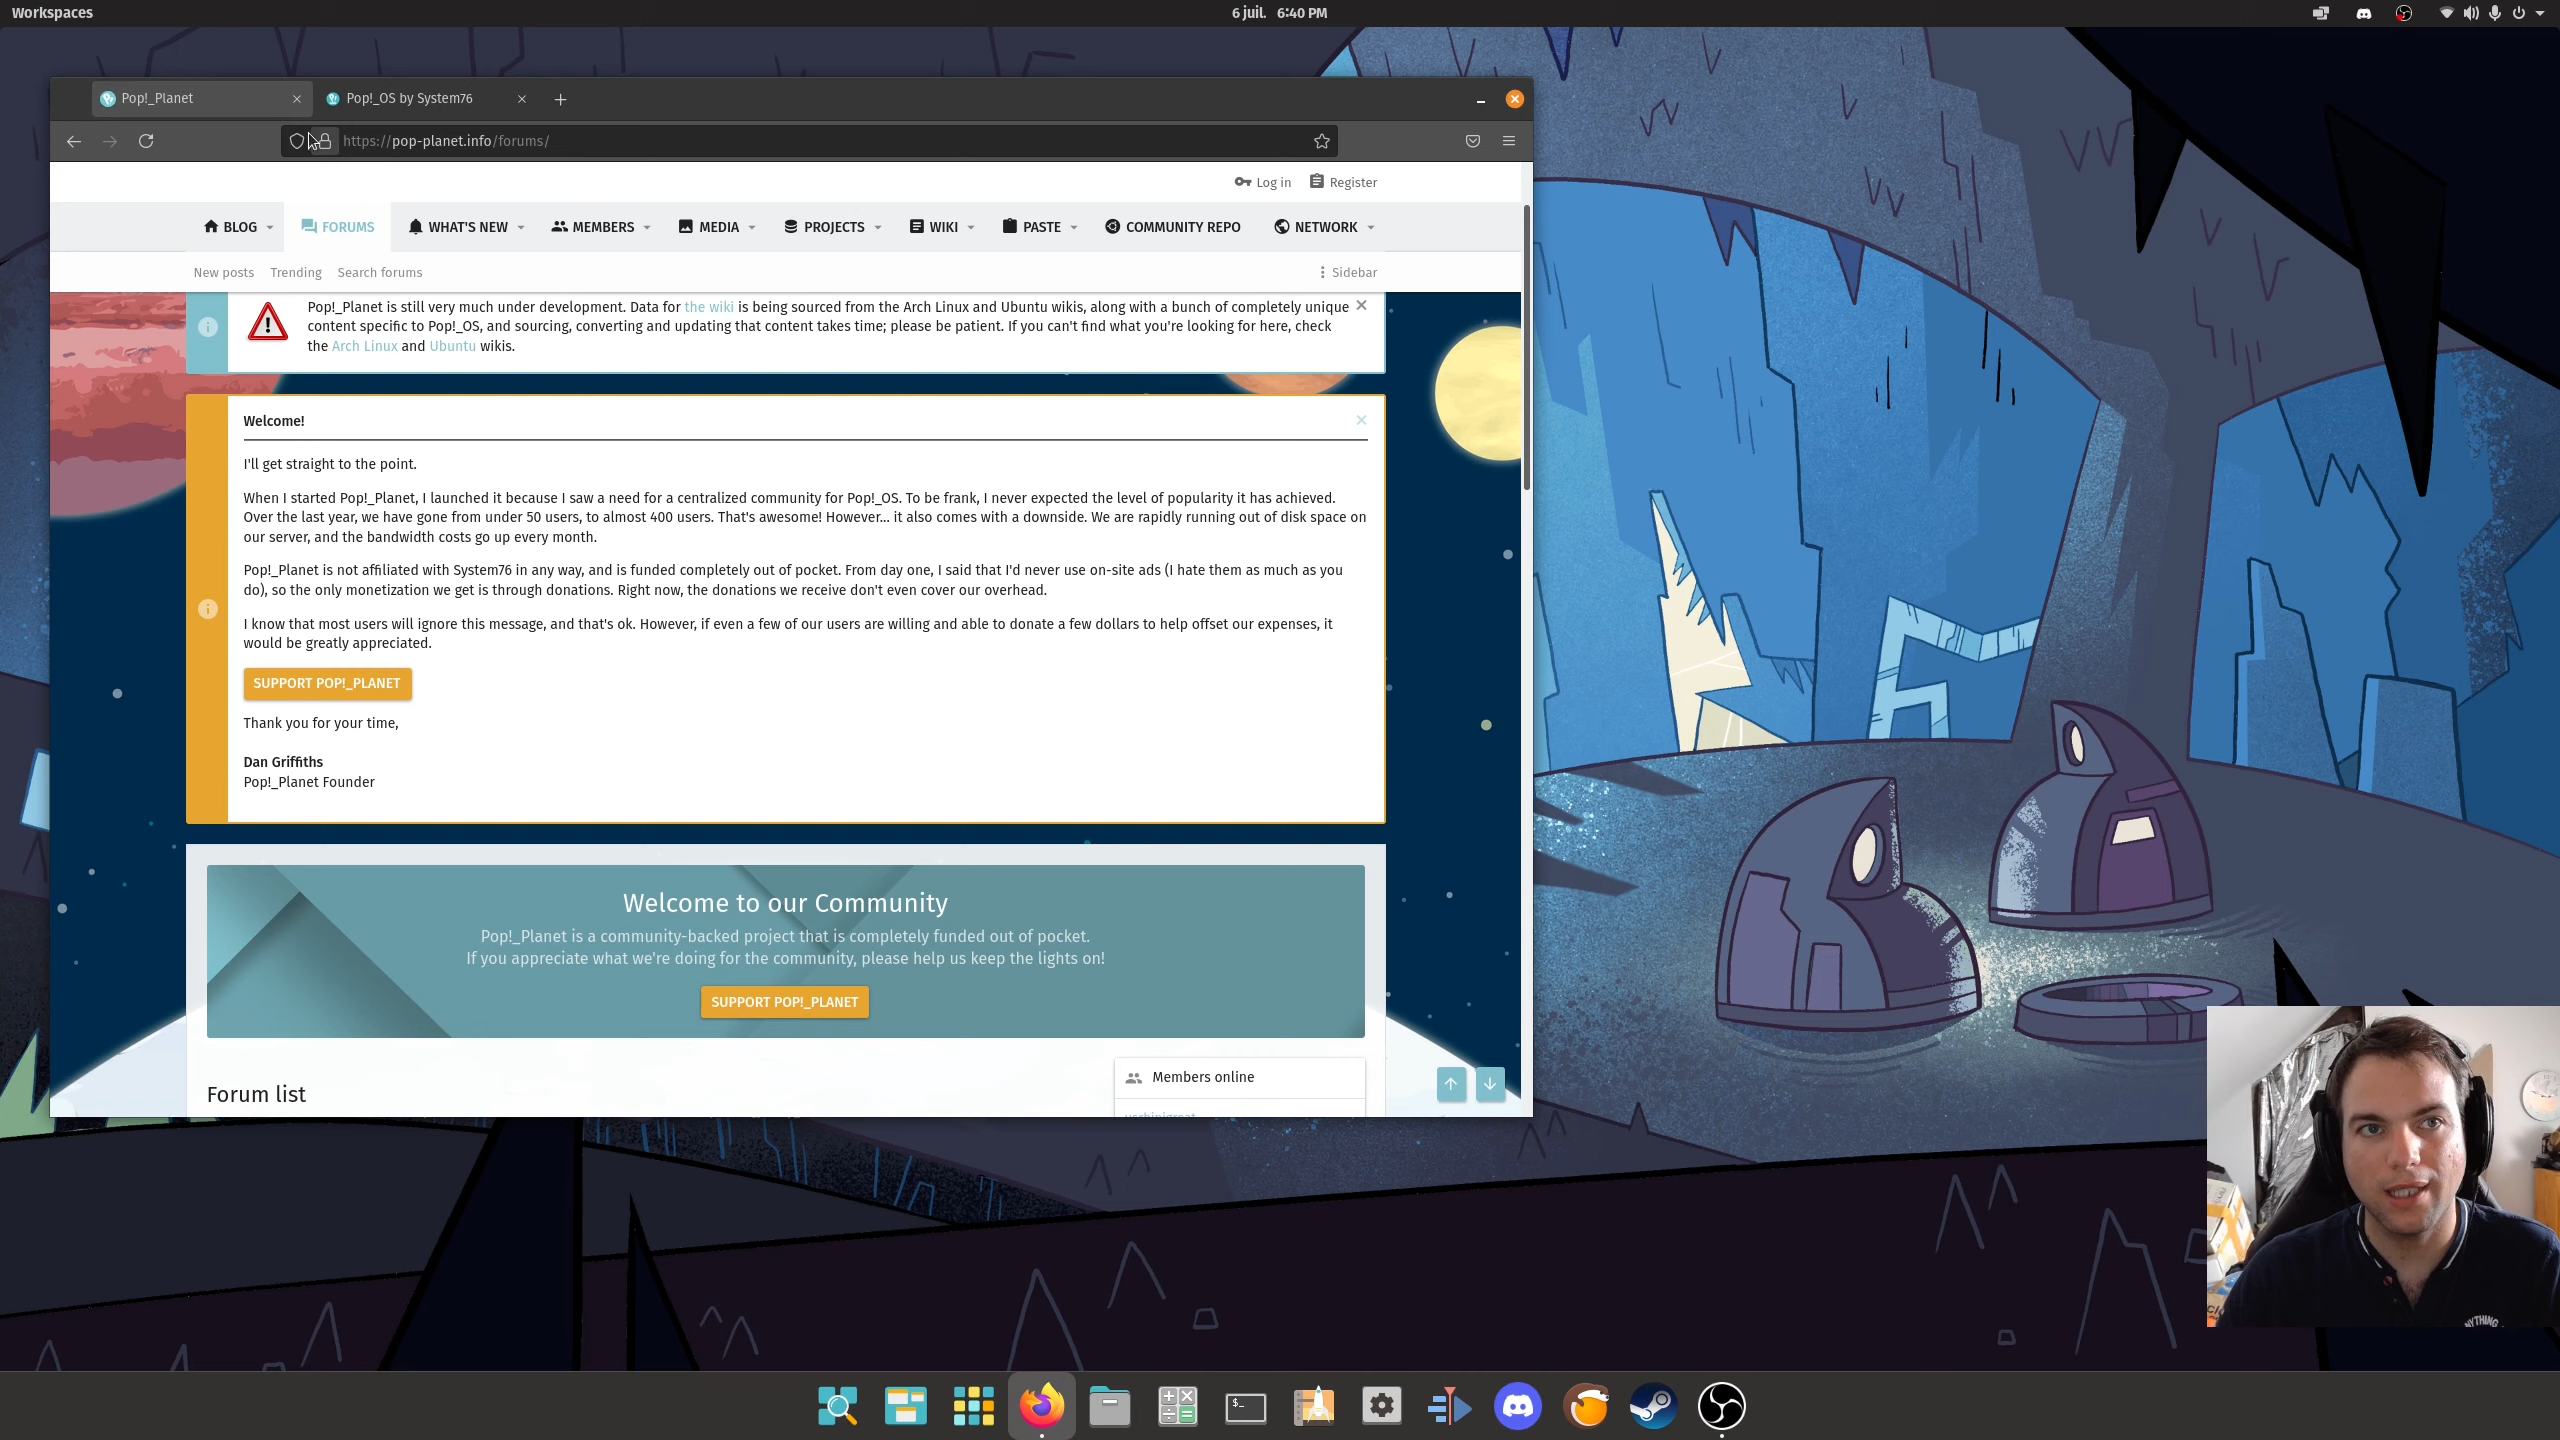 Workspaces
6 juil. 6:40 PM
Pop!_Planet
Pop!_OS by System76
https://pop-planet.info/forums/
Log in
Register
BLOG
FORUMS
WHAT'S NEW
MEMBERS
MEDIA
PROJECTS
WIKI
PASTE
COMMUNITY REPO
NETWORK
New posts
Trending
Search forums
Sidebar
Pop!_Planet is still very much under development. Data for the wiki is being sourced from the Arch Linux and Ubuntu wikis, along with a bunch of completely unique
content specific to Pop!_OS, and sourcing, converting and updating that content takes time; please be patient. If you can't find what you're looking for here, check
the Arch Linux and Ubuntu wikis.
Welcome!
I'll get straight to the point.
When I started Pop!_Planet, I launched it because I saw a need for a centralized community for Pop!_OS. To be frank, I never expected the level of popularity it has achieved.
Over the last year, we have gone from under 50 users, to almost 400 users. That's awesome! However... it also comes with a downside. We are rapidly running out of disk space on
our server, and the bandwidth costs go up every month.
Pop!_Planet is not affiliated with System76 in any way, and is funded completely out of pocket. From day one, I said that I'd never use on-site ads (I hate them as much as you
do), so the only monetization we get is through donations. Right now, the donations we receive don't even cover our overhead.
I know that most users will ignore this message, and that's ok. However, if even a few of our users are willing and able to donate a few dollars to help offset our expenses, it
would be greatly appreciated.
SUPPORT POP!_PLANET
Thank you for your time,
Dan Griffiths
Pop!_Planet Founder
Welcome to our Community
Pop!_Planet is a community-backed project that is completely funded out of pocket.
If you appreciate what we're doing for the community, please help us keep the lights on!
SUPPORT POP!_PLANET
Members online
Forum list